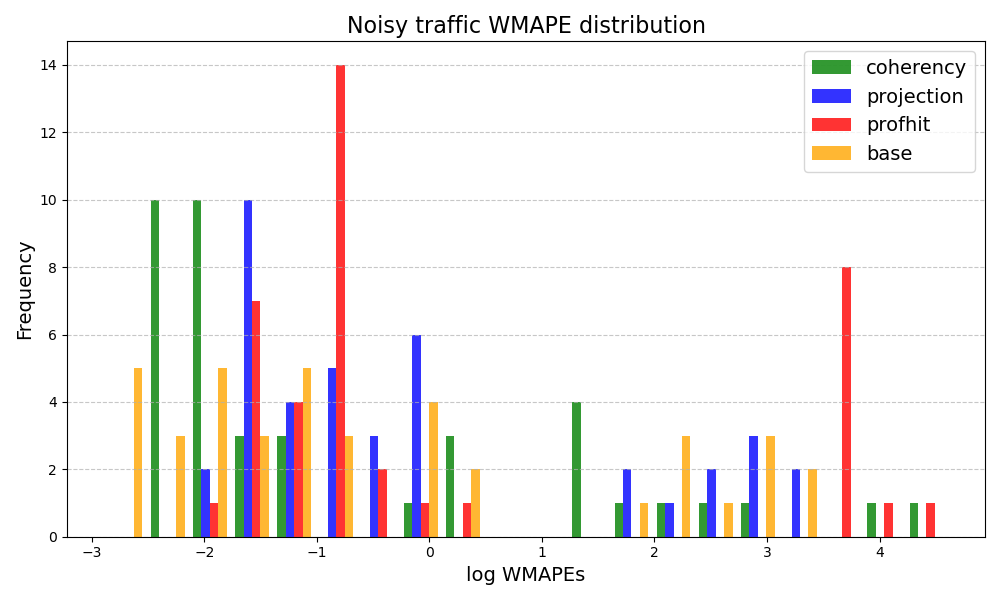 Noisy traffic WMAPE distribution
coherency
projection
profhit
base
Frequency
14
12
10
8
6
4
2
0
−3 −2 −1 0 1 2 3 4
log WMAPEs